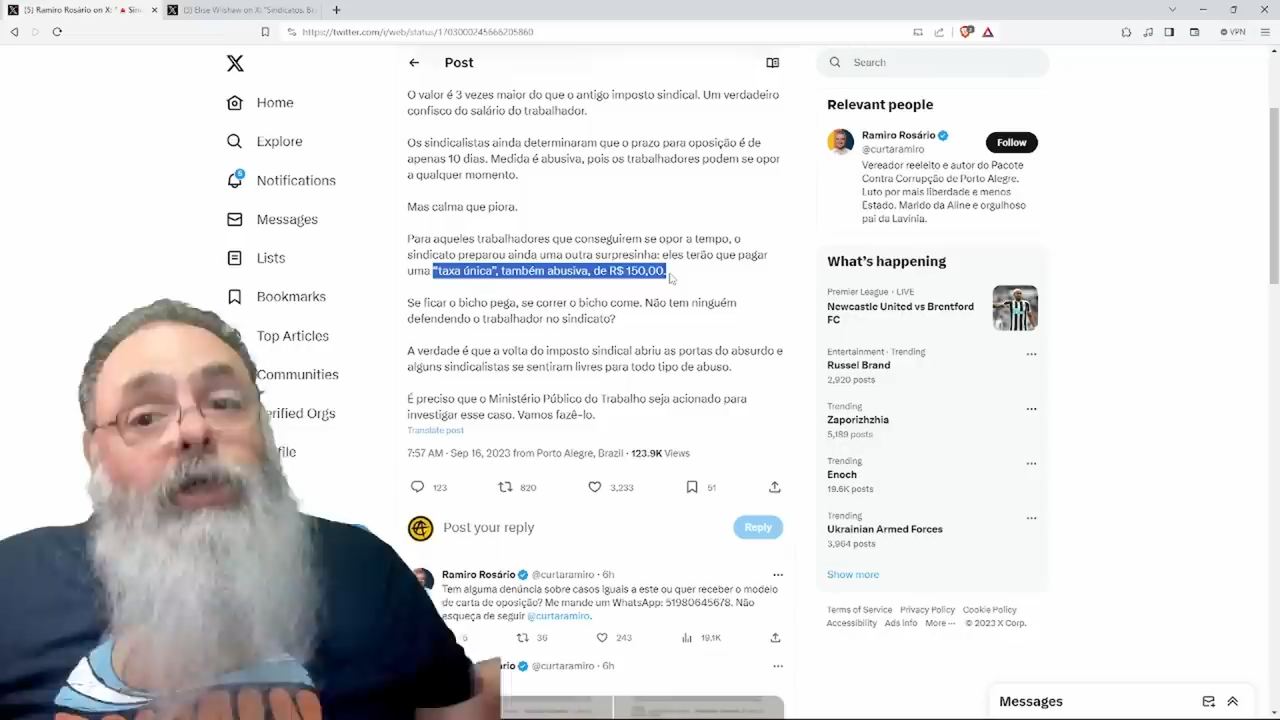 (5) Ramiro Rosário on X: "🔺 Sin
(5) Elise Wilshaw on X: "Sindicatos, Bi
https://twitter.com/i/web/status/1703000245666205860
VPN
Home
Explore
6
Notifications
Messages
Lists
Bookmarks
Top Articles
Communities
erified Orgs
file
Post
O valor é 3 vezes maior do que o antigo imposto sindical. Um verdadeiro
confisco do salário do trabalhador.
Os sindicalistas ainda determinaram que o prazo para oposição é de
apenas 10 dias. Medida é abusiva, pois os trabalhadores podem se opor
a qualquer momento.
Mas calma que piora.
Para aqueles trabalhadores que conseguirem se opor a tempo, o
sindicato preparou ainda uma outra surpresinha: eles terão que pagar
uma "taxa única", também abusiva, de R$ 150,00.
Se ficar o bicho pega, se correr o bicho come. Não tem ninguém
defendendo o trabalhador no sindicato?
A verdade é que a volta do imposto sindical abriu as portas do absurdo e
alguns sindicalistas se sentiram livres para todo tipo de abuso.
É preciso que o Ministério Público do Trabalho seja acionado para
investigar esse caso. Vamos fazê-lo.
Translate post
7:57 AM · Sep 16, 2023 from Porto Alegre, Brazil · 123.9K Views
123 820 3,233 51
Post your reply
Reply
Ramiro Rosário @curtaramiro · 6h
Tem alguma denúncia sobre casos iguais a este ou quer receber o modelo
de carta de oposição? Me mande um WhatsApp: 51980645678. Não
esqueça de seguir @curtaramiro.
6 36 243 19.1K
ário @curtaramiro · 6h
Search
Relevant people
Ramiro Rosário
@curtaramiro
Follow
Vereador reeleito e autor do Pacote
Contra Corrupção de Porto Alegre.
Luto por mais liberdade e menos
Estado. Marido da Aline e orgulhoso
pai da Lavínia.
What's happening
Premier League · LIVE
Newcastle United vs Brentford
FC
Entertainment · Trending
Russel Brand
2,920 posts
Trending
Zaporizhzhia
5,189 posts
Trending
Enoch
19.6K posts
Trending
Ukrainian Armed Forces
3,964 posts
Show more
Terms of Service Privacy Policy Cookie Policy
Accessibility Ads info More ··· © 2023 X Corp.
Messages